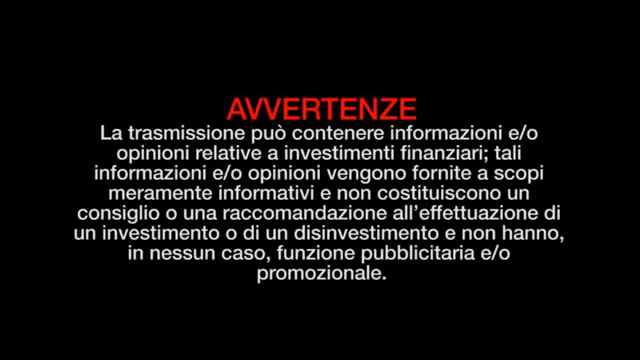 AVVERTENZE
La trasmissione può contenere informazioni e/o
opinioni relative a investimenti finanziari; tali
informazioni e/o opinioni vengono fornite a scopi
meramente informativi e non costituiscono un
consiglio o una raccomandazione all'effettuazione di
un investimento o di un disinvestimento e non hanno,
in nessun caso, funzione pubblicitaria e/o
promozionale.